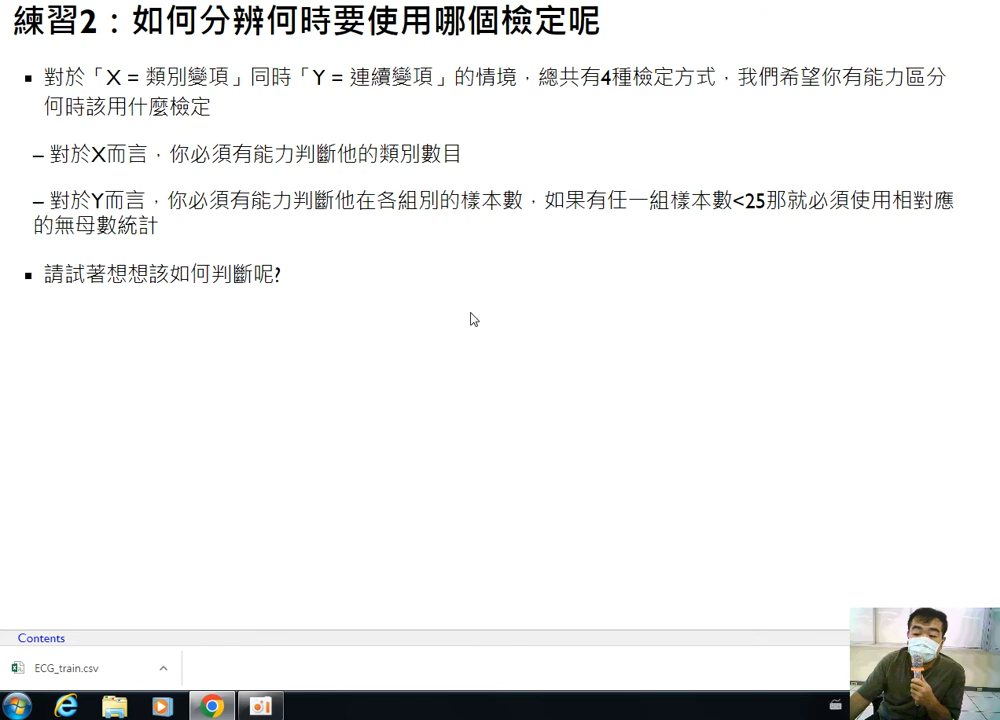 練習2：如何分辨何時要使用哪個檢定呢
▪ 對於「X = 類別變項」同時「Y = 連續變項」的情境，總共有4種檢定方式，我們希望你有能力區分
何時該用什麼檢定
– 對於X而言，你必須有能力判斷他的類別數目
– 對於Y而言，你必須有能力判斷他在各組別的樣本數，如果有任一組樣本數<25那就必須使用相對應
的無母數統計
▪ 請試著想想該如何判斷呢?
Contents
ECG_train.csv